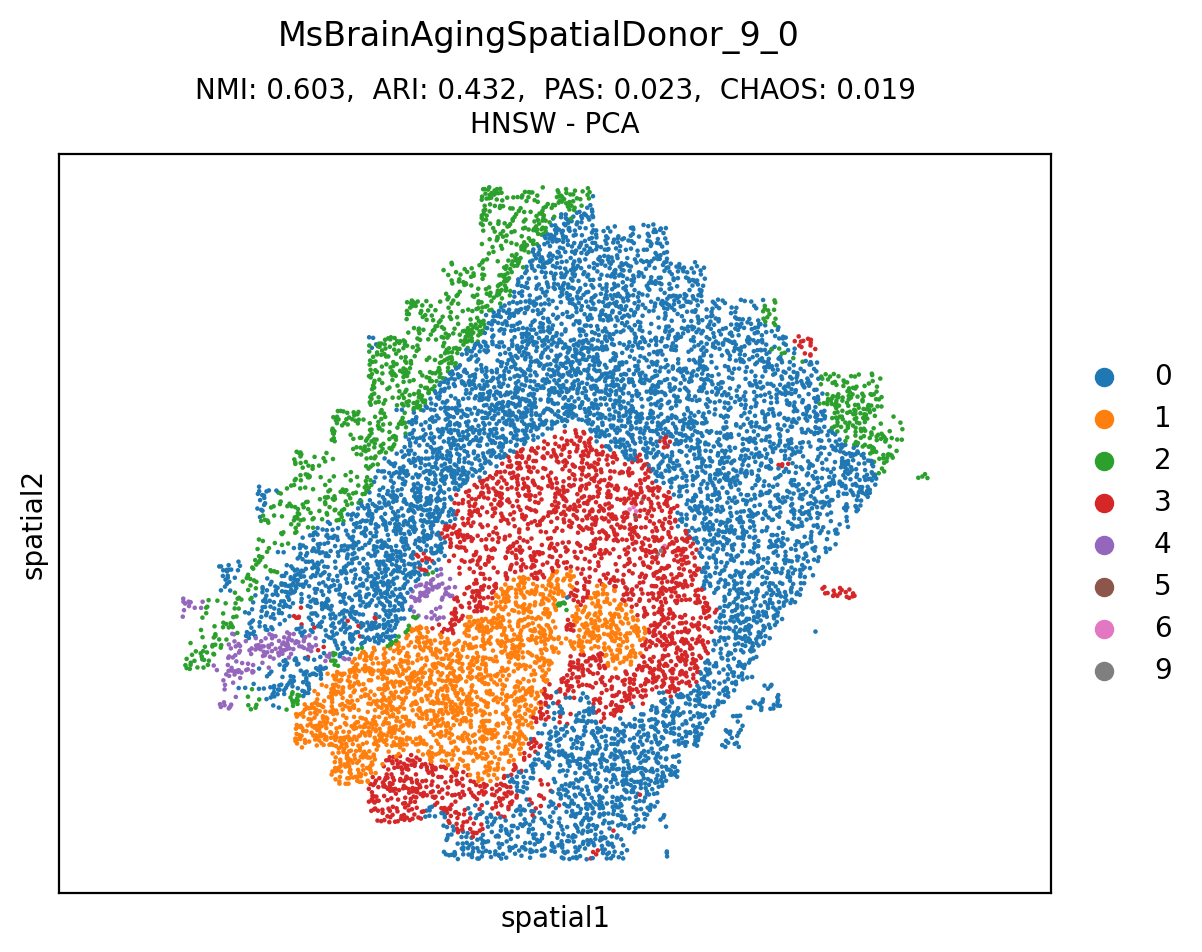 MsBrainAgingSpatialDonor_9_0
NMI: 0.603,  ARI: 0.432,  PAS: 0.023,  CHAOS: 0.019
HNSW - PCA
spatial2
spatial1
0
1
2
3
4
5
6
9